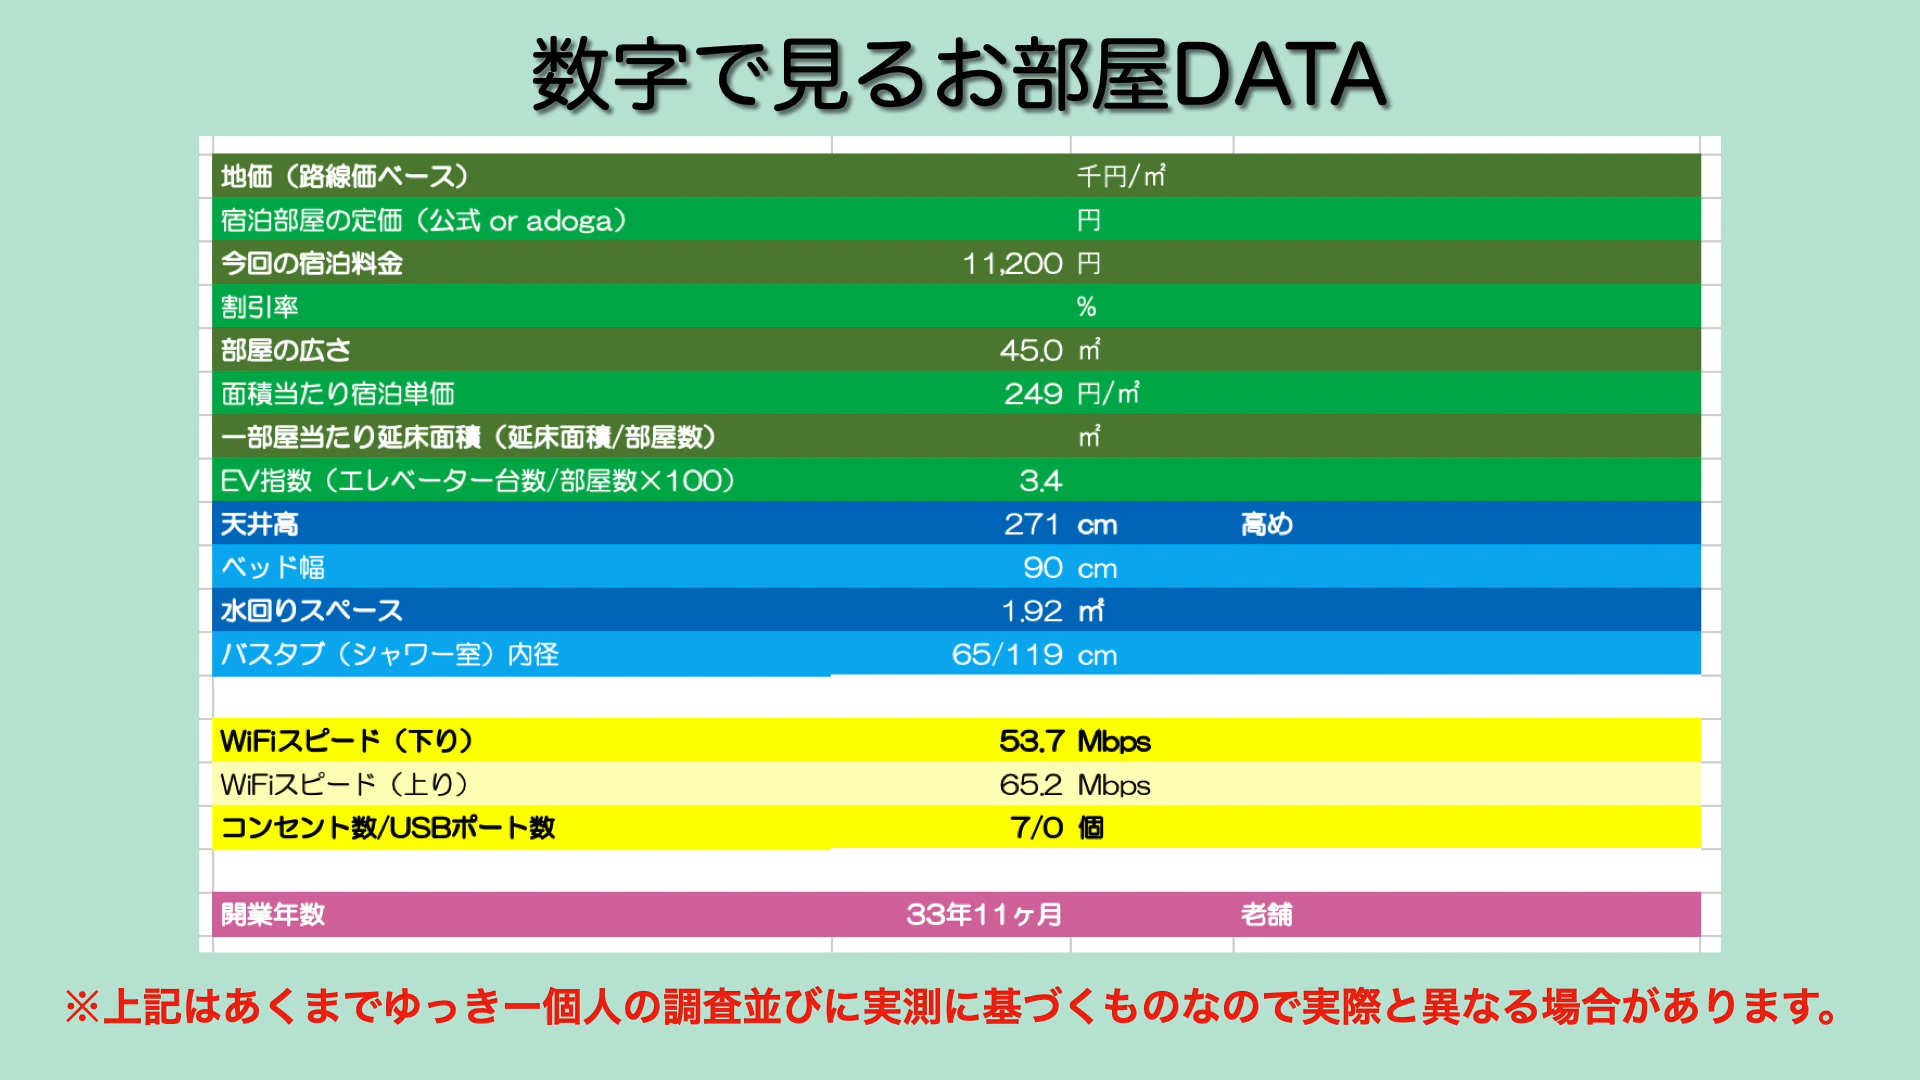 数字で見るお部屋DATA
地価（路線価ベース） 千円/㎡
宿泊部屋の定価（公式 or adoga） 円
今回の宿泊料金 11,200 円
割引率 %
部屋の広さ 45.0 ㎡
面積当たり宿泊単価 249 円/㎡
一部屋当たり延床面積（延床面積/部屋数） ㎡
EV指数（エレベーター台数/部屋数×100） 3.4
天井高 271 cm 高め
ベッド幅 90 cm
水回りスペース 1.92 ㎡
バスタブ（シャワー室）内径 65/119 cm
WiFiスピード（下り） 53.7 Mbps
WiFiスピード（上り） 65.2 Mbps
コンセント数/USBポート数 7/0 個
開業年数 33年11ヶ月 老舗
※上記はあくまでゆっきー個人の調査並びに実測に基づくものなので実際と異なる場合があります。